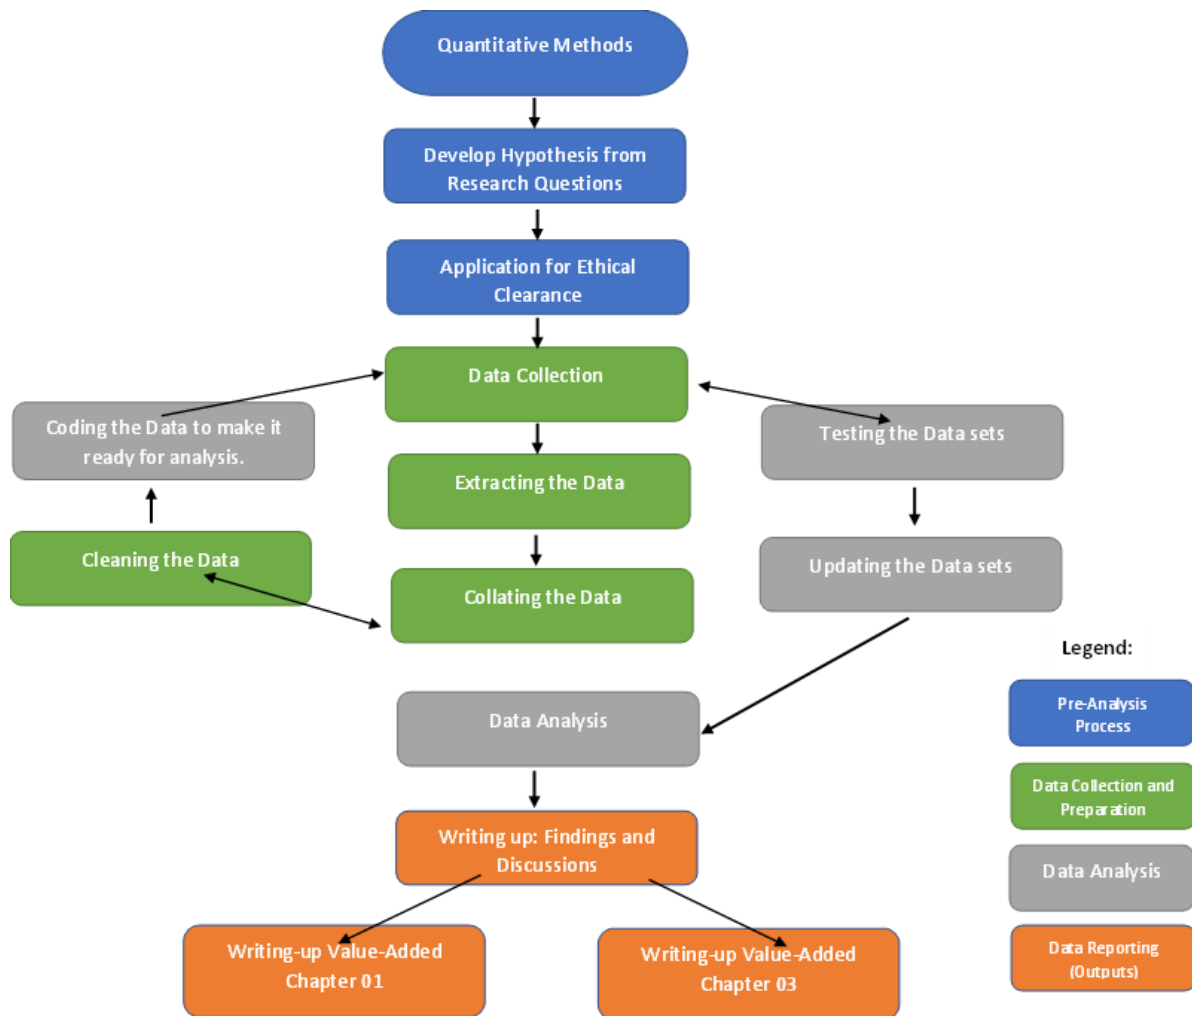 Quantitative Methods
Develop Hypothesis from
Research Questions
Application for Ethical
Clearance
Data Collection
Coding the Data to make it
ready for analysis.
Testing the Data sets
Extracting the Data
Cleaning the Data
Updating the Data sets
Collating the Data
Legend:
Pre-Analysis
Process
Data Analysis
Data Collection and
Preparation
Writing up: Findings and
Discussions
Data Analysis
Writing-up Value-Added
Chapter 01
Writing-up Value-Added
Chapter 03
Data Reporting
(Outputs)